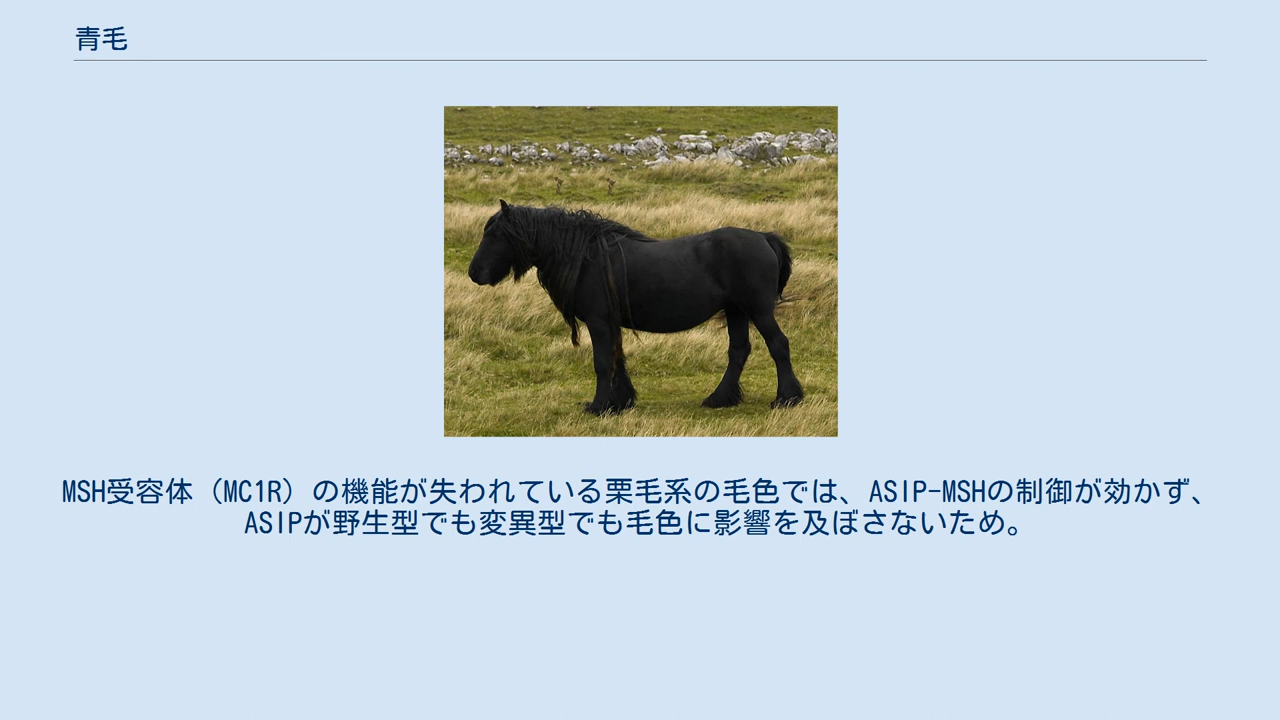 青毛
MSH受容体（MC1R）の機能が失われている栗毛系の毛色では、ASIP-MSHの制御が効かず、
ASIPが野生型でも変異型でも毛色に影響を及ぼさないため。